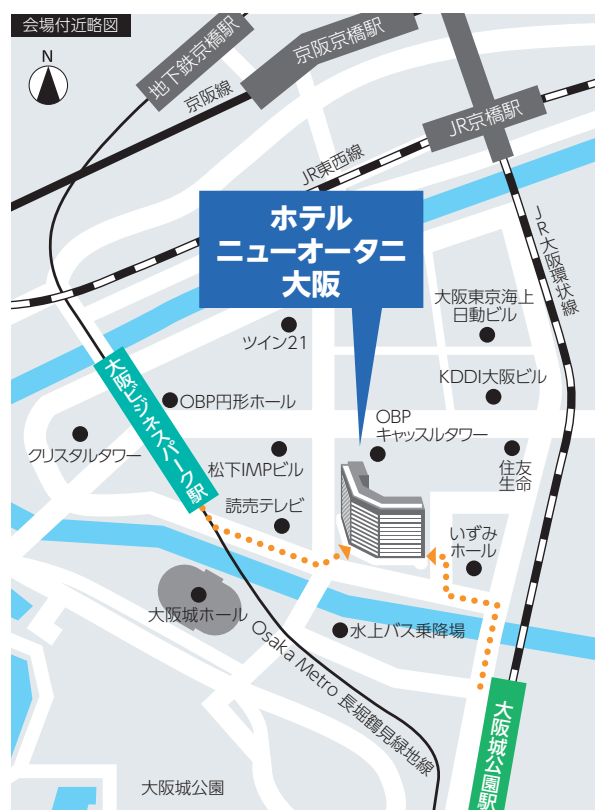 会場付近略図
N
地下鉄京橋駅
京阪京橋駅
京阪線
JR京橋駅
JR東西線
ホテル
ニューオータニ
大阪
JR大阪環状線
大阪東京海上
日動ビル
ツイン21
大阪ビジネスパーク駅
KDDI大阪ビル
OBP円形ホール
OBP
キャッスルタワー
クリスタルタワー
松下IMPビル
住友
生命
読売テレビ
いずみ
ホール
大阪城ホール
水上バス乗降場
Osaka Metro 長堀鶴見緑地線
大阪城公園駅
大阪城公園